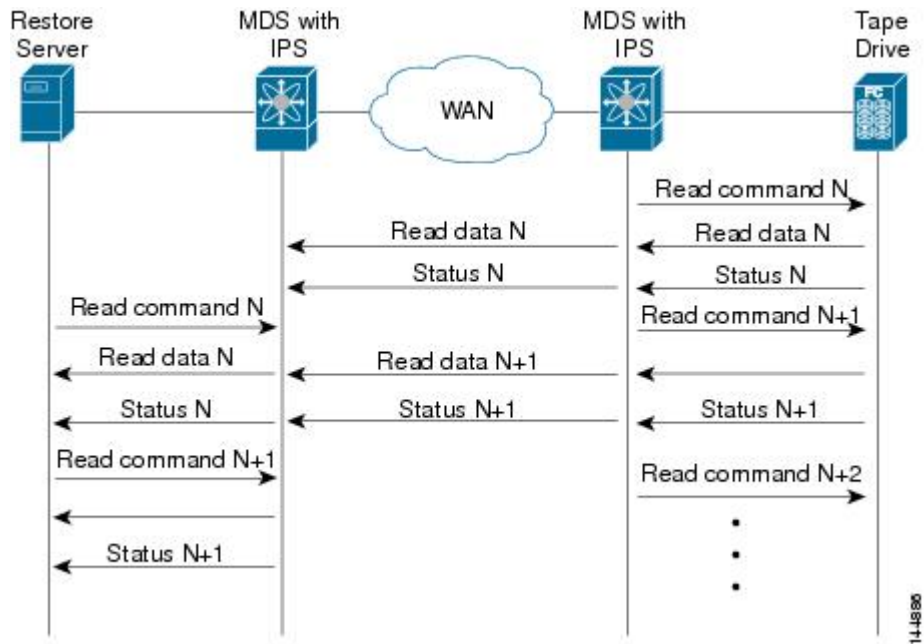 Restore
Server
MDS with
IPS
WAN
MDS with
IPS
Tape
Drive
FC
Read command N
Read data N
Read data N
Status N
Status N
Read command N
Read command N+1
Read data N
Read data N+1
Status N
Status N+1
Status N+1
Read command N+1
Read command N+2
Status N+1
144886